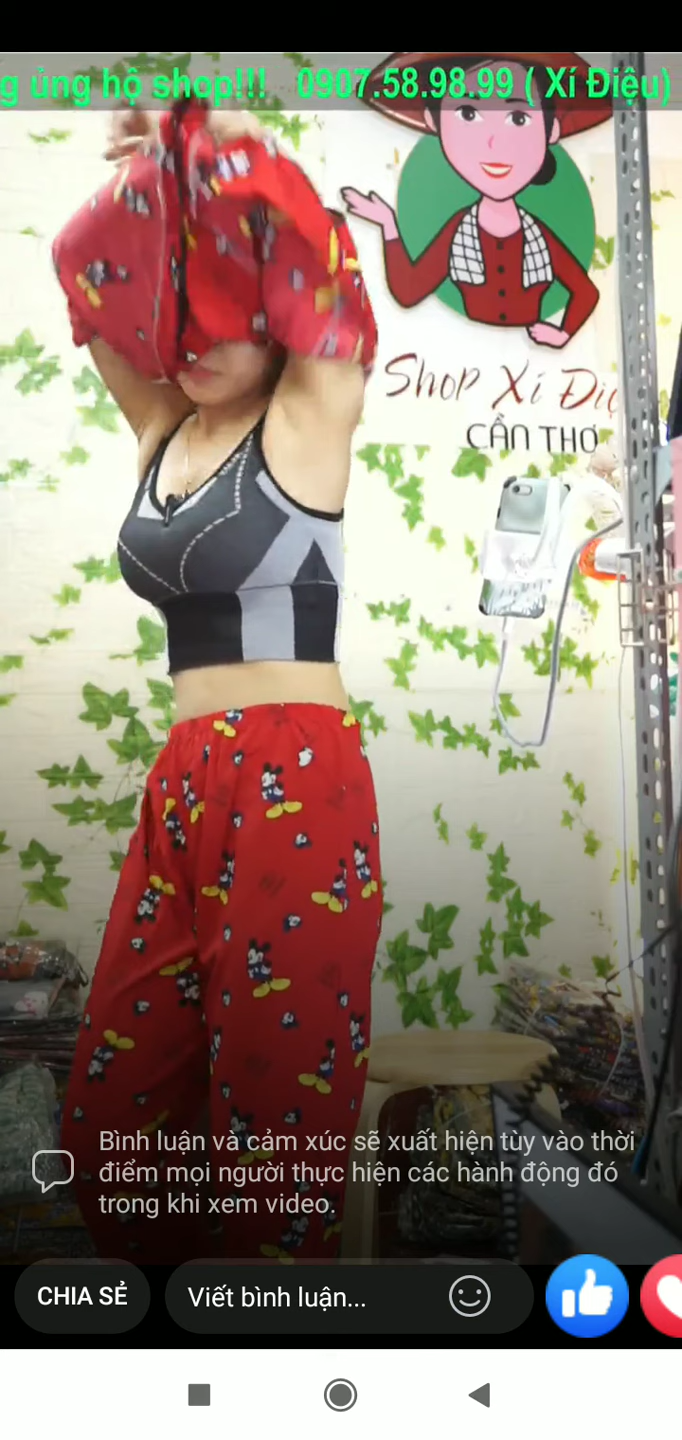 g ủng hộ shop!!! 0907.58.98.99 ( Xí Điệu)
Shop Xí Điệ
CẦN THƠ
Bình luận và cảm xúc sẽ xuất hiện tùy vào thời
điểm mọi người thực hiện các hành động đó
trong khi xem video.
CHIA SẺ
Viết bình luận...